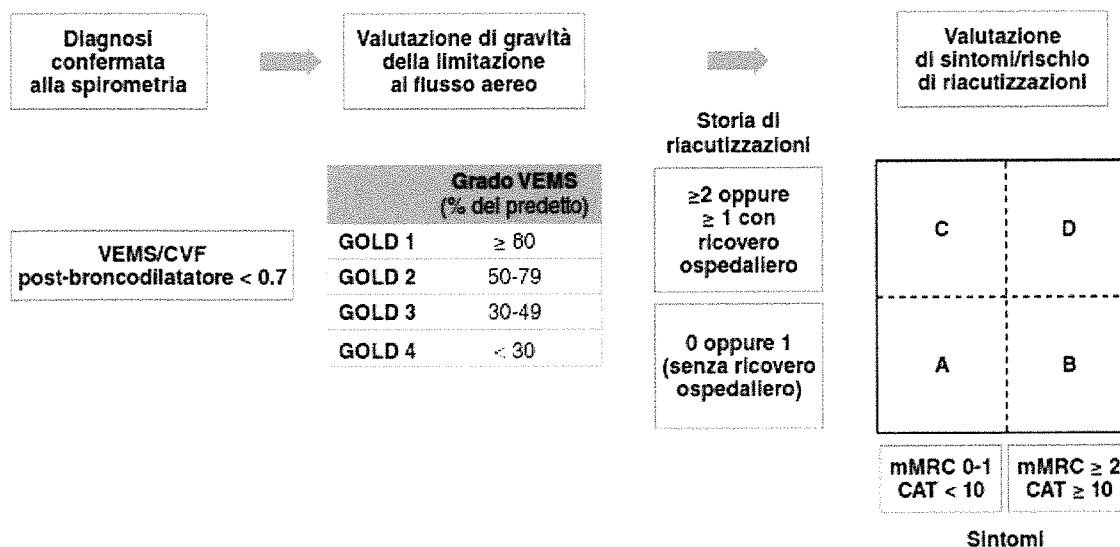 Diagnosi
confermata
alla spirometria
Valutazione di gravità
della limitazione
al flusso aereo
Valutazione
di sintomi/rischio
di riacutizzazioni
Storia di
riacutizzazioni
VEMS/CVF
post-broncodilatatore < 0.7
Grado VEMS
(% del predetto)
GOLD 1 ≥ 80
GOLD 2 50-79
GOLD 3 30-49
GOLD 4 < 30
≥2 oppure
≥ 1 con
ricovero
ospedaliero
0 oppure 1
(senza ricovero
ospedaliero)
C D
A B
mMRC 0-1
CAT < 10
mMRC ≥ 2
CAT ≥ 10
Sintomi